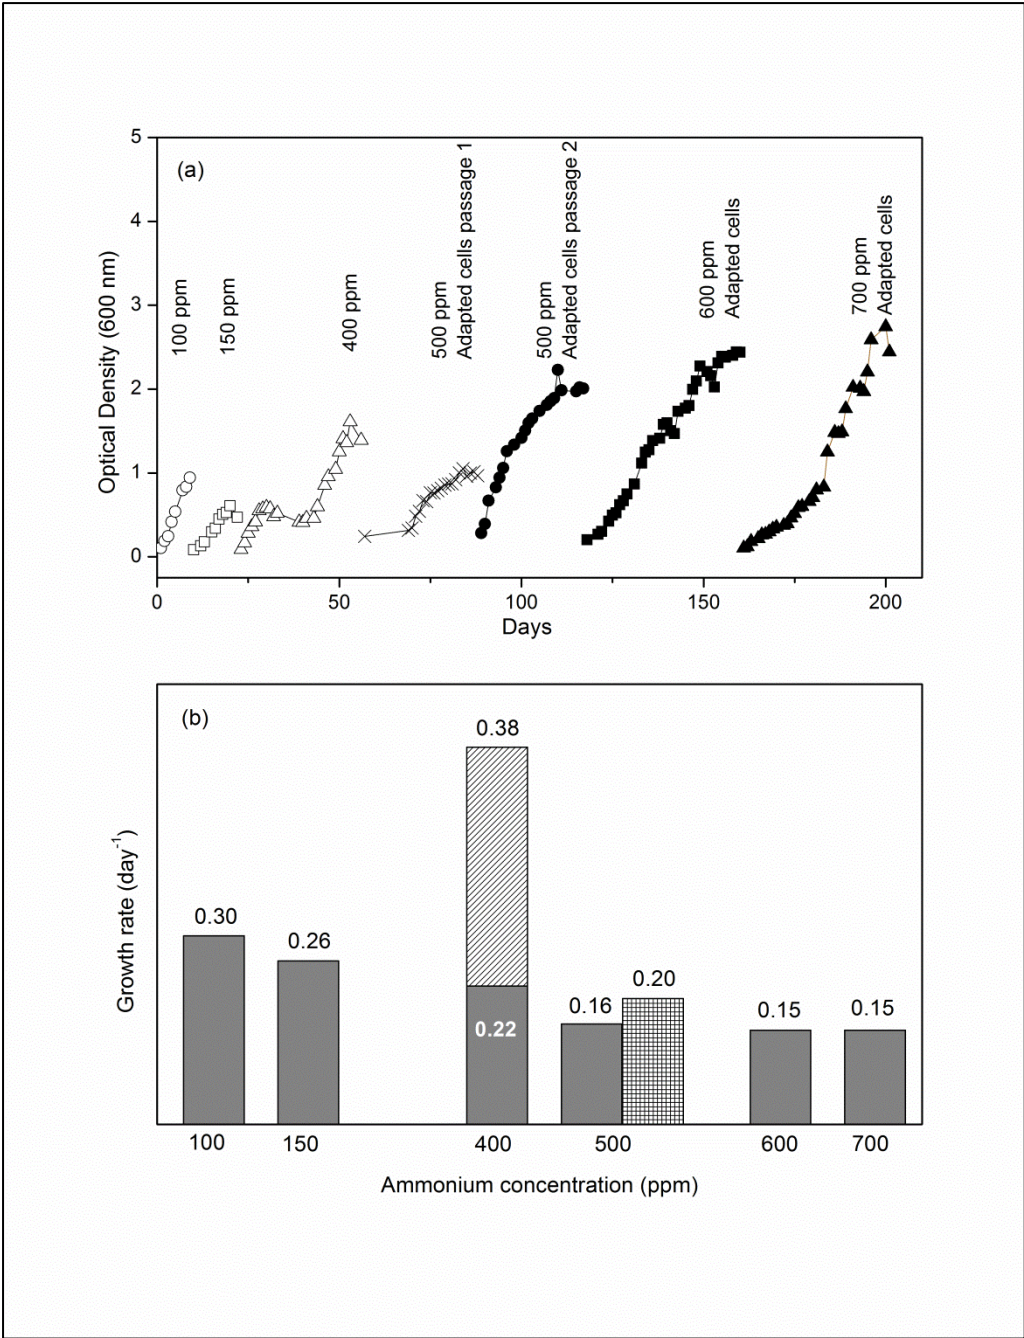 (a)
5
4
3
2
1
0
Optical Density (600 nm)
100 ppm
150 ppm
400 ppm
500 ppm
Adapted cells passage 1
500 ppm
Adapted cells passage 2
600 ppm
Adapted cells
700 ppm
Adapted cells
0 50 100 150 200
Days
(b)
Growth rate (day⁻¹)
0.30
0.26
0.38
0.22
0.16
0.20
0.15
0.15
100 150 400 500 600 700
Ammonium concentration (ppm)